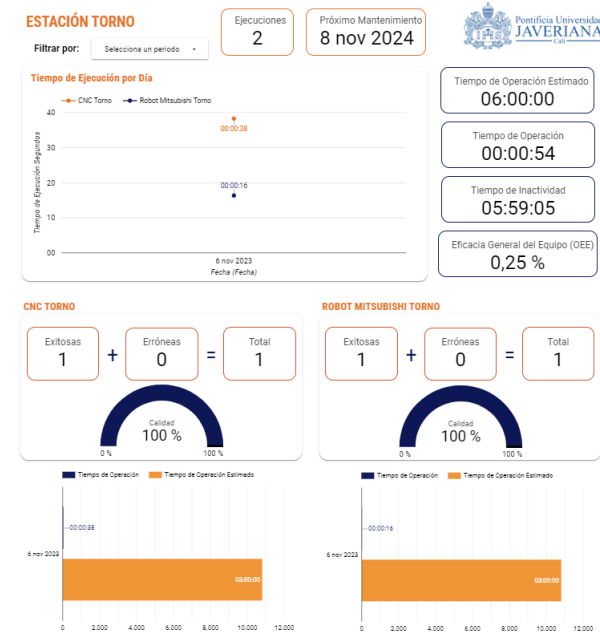 ESTACIÓN TORNO
Filtrar por:
Selecciona un periodo
Ejecuciones
2
Próximo Mantenimiento
8 nov 2024
Pontificia Universidad
JAVERIANA
Cali
Tiempo de Ejecución por Día
CNC Torno
Robot Mitsubishi Torno
Tiempo de Ejecución Segundos
40
30
20
10
00
00:00:38
00:00:16
6 nov 2023
Fecha (Fecha)
Tiempo de Operación Estimado
06:00:00
Tiempo de Operación
00:00:54
Tiempo de Inactividad
05:59:05
Eficacia General del Equipo (OEE)
0,25 %
CNC TORNO
Exitosas
1
+
Erróneas
0
=
Total
1
Calidad
100 %
0 %
100 %
Tiempo de Operación
Tiempo de Operación Estimado
00:00:38
6 nov 2023
03:00:00
0
2.000
4.000
6.000
8.000
10.000
12.000
ROBOT MITSUBISHI TORNO
Exitosas
1
+
Erróneas
0
=
Total
1
Calidad
100 %
0 %
100 %
Tiempo de Operación
Tiempo de Operación Estimado
00:00:16
6 nov 2023
03:00:00
0
2.000
4.000
6.000
8.000
10.000
12.000